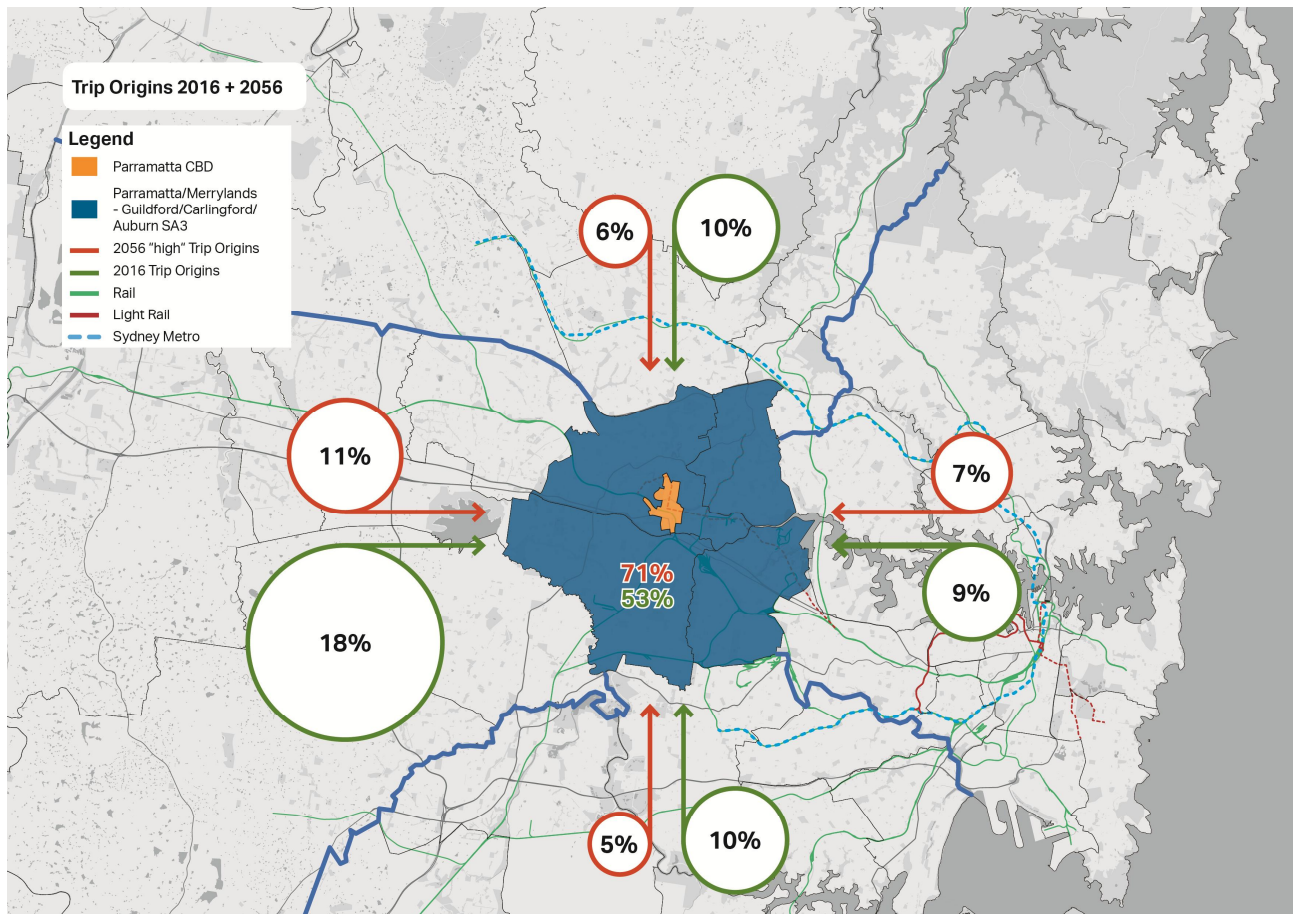 Trip Origins 2016 + 2056
Legend
Parramatta CBD
Parramatta/Merrylands
- Guildford/Carlingford/
Auburn SA3
2056 "high" Trip Origins
2016 Trip Origins
Rail
Light Rail
Sydney Metro
6%
10%
11%
7%
71%
53%
9%
18%
5%
10%